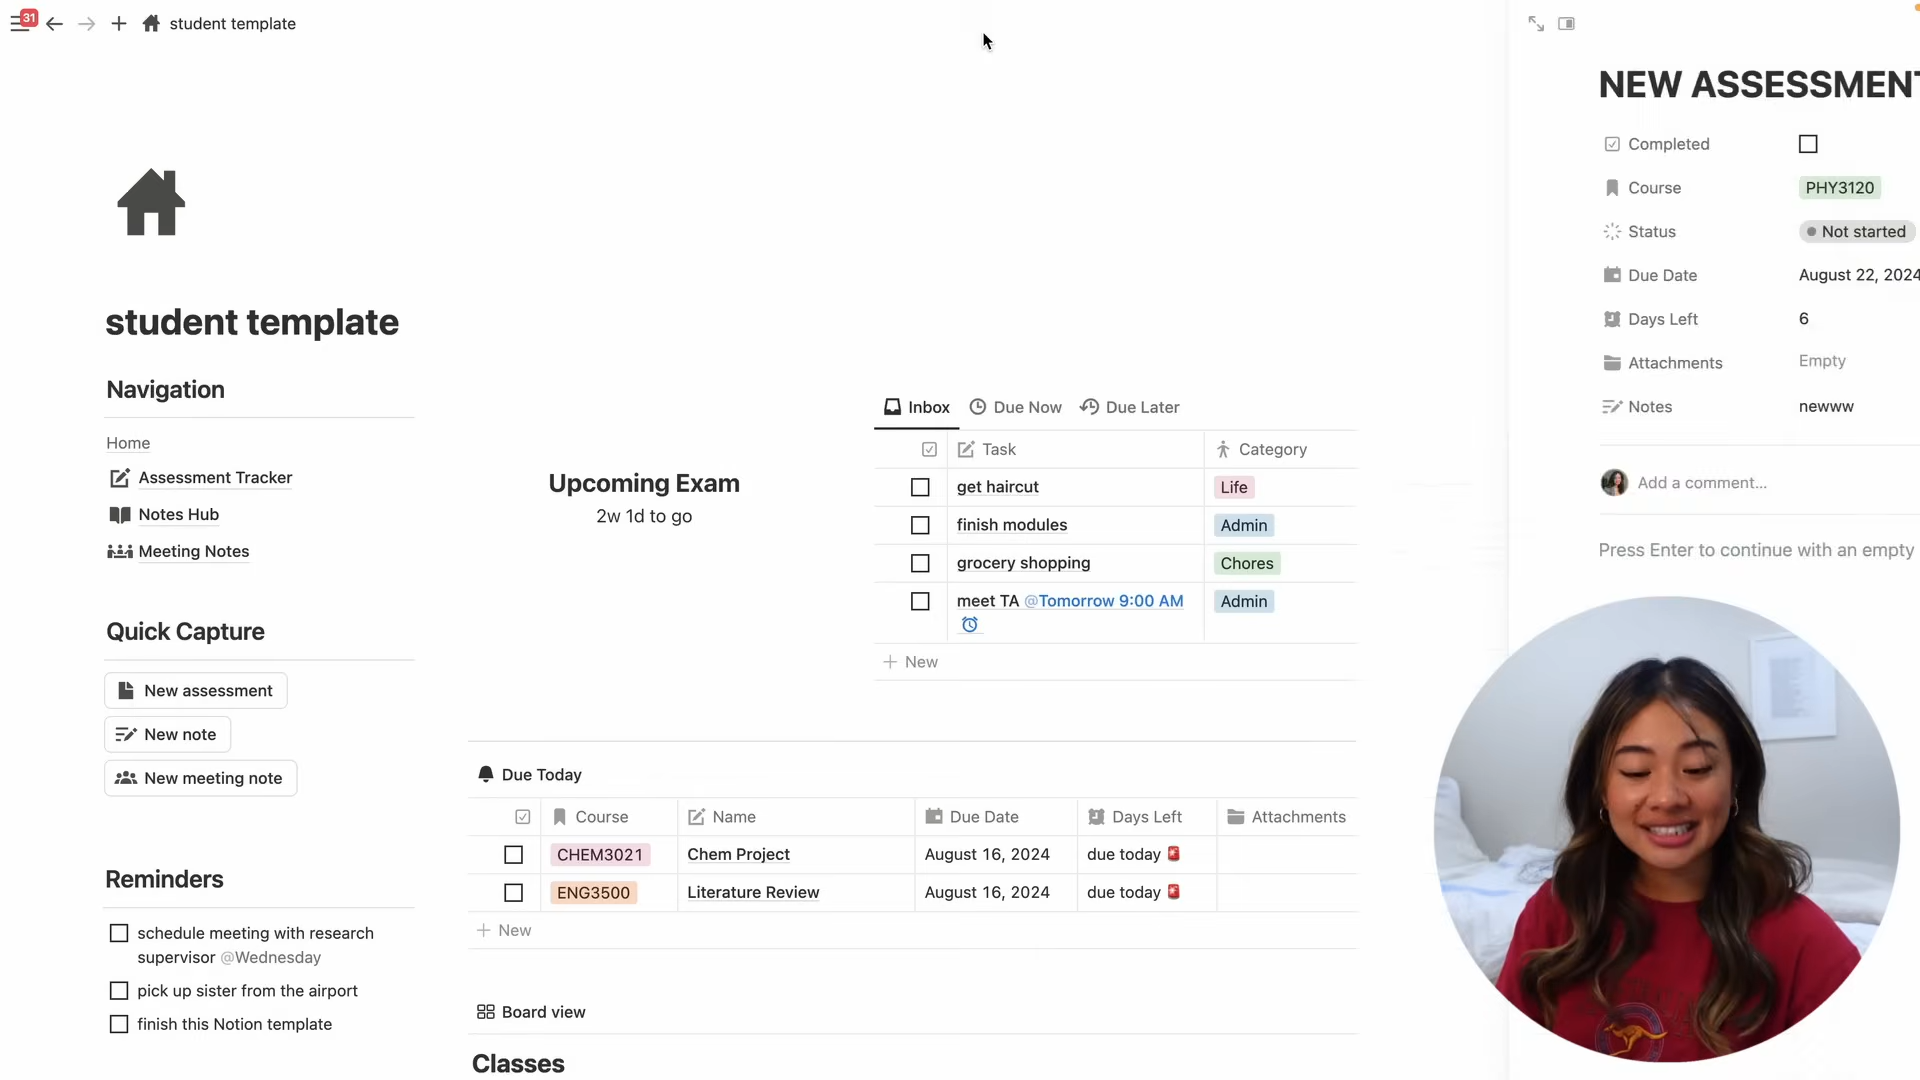 31
student template
student template
Navigation
Home
Assessment Tracker
Notes Hub
Meeting Notes
Quick Capture
New assessment
New note
New meeting note
Reminders
schedule meeting with research
supervisor @Wednesday
pick up sister from the airport
finish this Notion template
Upcoming Exam
2w 1d to go
Inbox Due Now Due Later
Task Category
get haircut Life
finish modules Admin
grocery shopping Chores
meet TA @Tomorrow 9:00 AM Admin
+ New
Due Today
Course Name Due Date Days Left Attachments
CHEM3021 Chem Project August 16, 2024 due today
ENG3500 Literature Review August 16, 2024 due today
+ New
Board view
Classes
NEW ASSESSMENT
Completed
Course PHY3120
Status Not started
Due Date August 22, 2024
Days Left 6
Attachments Empty
Notes newww
Add a comment...
Press Enter to continue with an empty